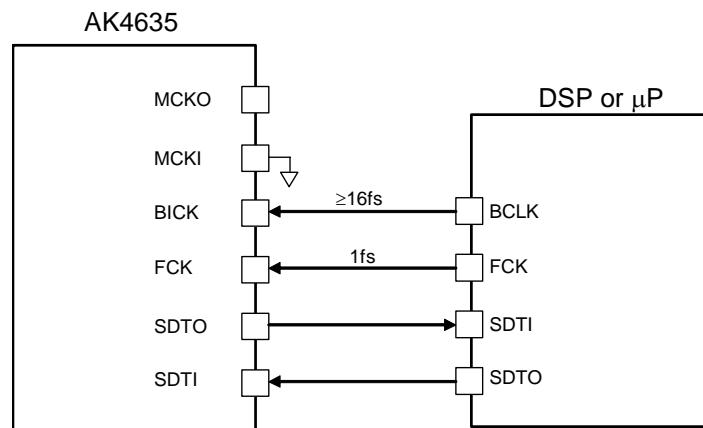 AK4635
DSP or μP
MCKO
MCKI
BICK
≥16fs
BCLK
FCK
1fs
FCK
SDTO
SDTI
SDTI
SDTO